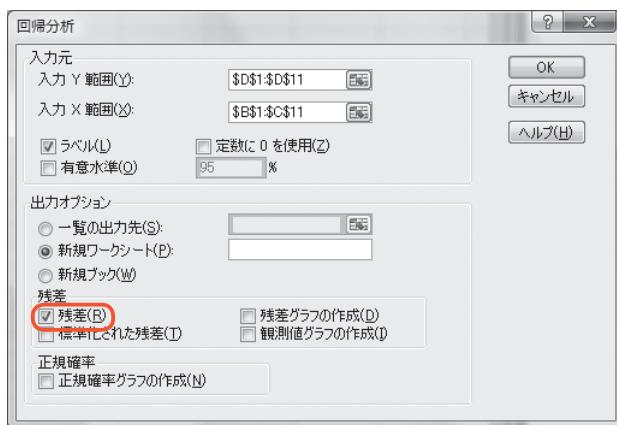 回帰分析
入力元
入力 Y 範囲(Y): $D$1:$D$11
入力 X 範囲(X): $B$1:$C$11
ラベル(L) 定数に 0 を使用(Z)
有意水準(O) 95 %
OK
キャンセル
ヘルプ(H)
出力オプション
一覧の出力先(S):
新規ワークシート(P):
新規ブック(W)
残差
残差(R) 残差グラフの作成(D)
標準化された残差(T) 観測値グラフの作成(I)
正規確率
正規確率グラフの作成(N)